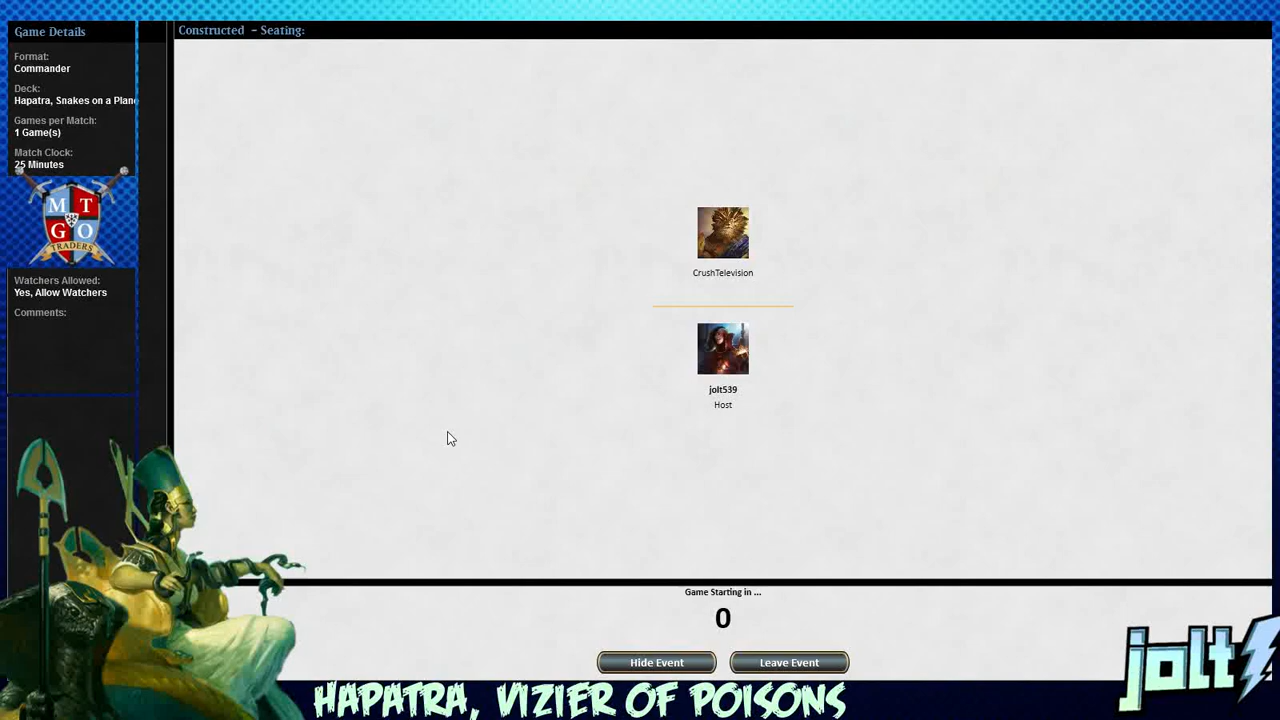 Game Details
Constructed - Seating:
Format:
Commander
Deck:
Hapatra, Snakes on a Plan
Games per Match:
1 Game(s)
Match Clock:
25 Minutes
M T
G O
TRADERS
Watchers Allowed:
Yes, Allow Watchers
Comments:
CrushTelevision
jolt539
Host
Game Starting in ...
0
Hide Event
Leave Event
jolt
HAPATRA, VIZIER OF POISONS